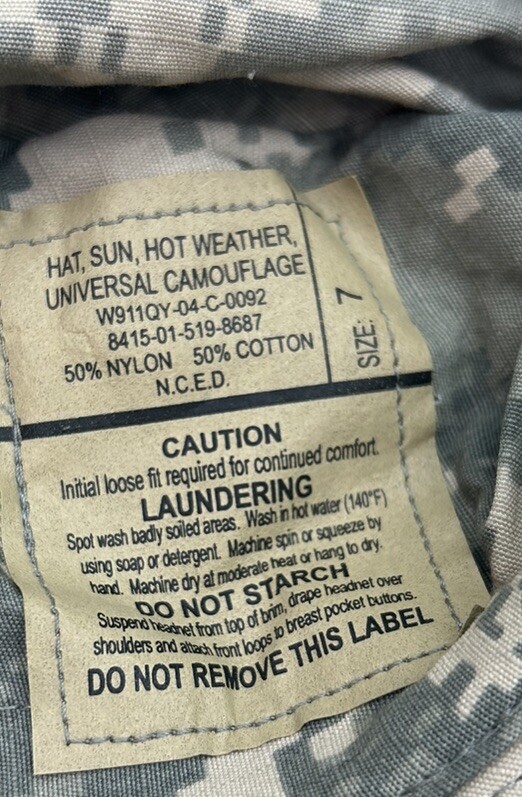 HAT, SUN, HOT WEATHER,
UNIVERSAL CAMOUFLAGE
W911QY-04-C-0092
8415-01-519-8687
50% NYLON 50% COTTON
N.C.E.D.
SIZE: 7
CAUTION
Initial loose fit required for continued comfort.
LAUNDERING
Spot wash badly soiled areas. Wash in hot water (140°F)
using soap or detergent. Machine spin or squeeze by
hand. Machine dry at moderate heat or hang to dry.
DO NOT STARCH
Suspend headnet from top of brim, drape headnet over
shoulders and attach front loops to breast pocket buttons.
DO NOT REMOVE THIS LABEL